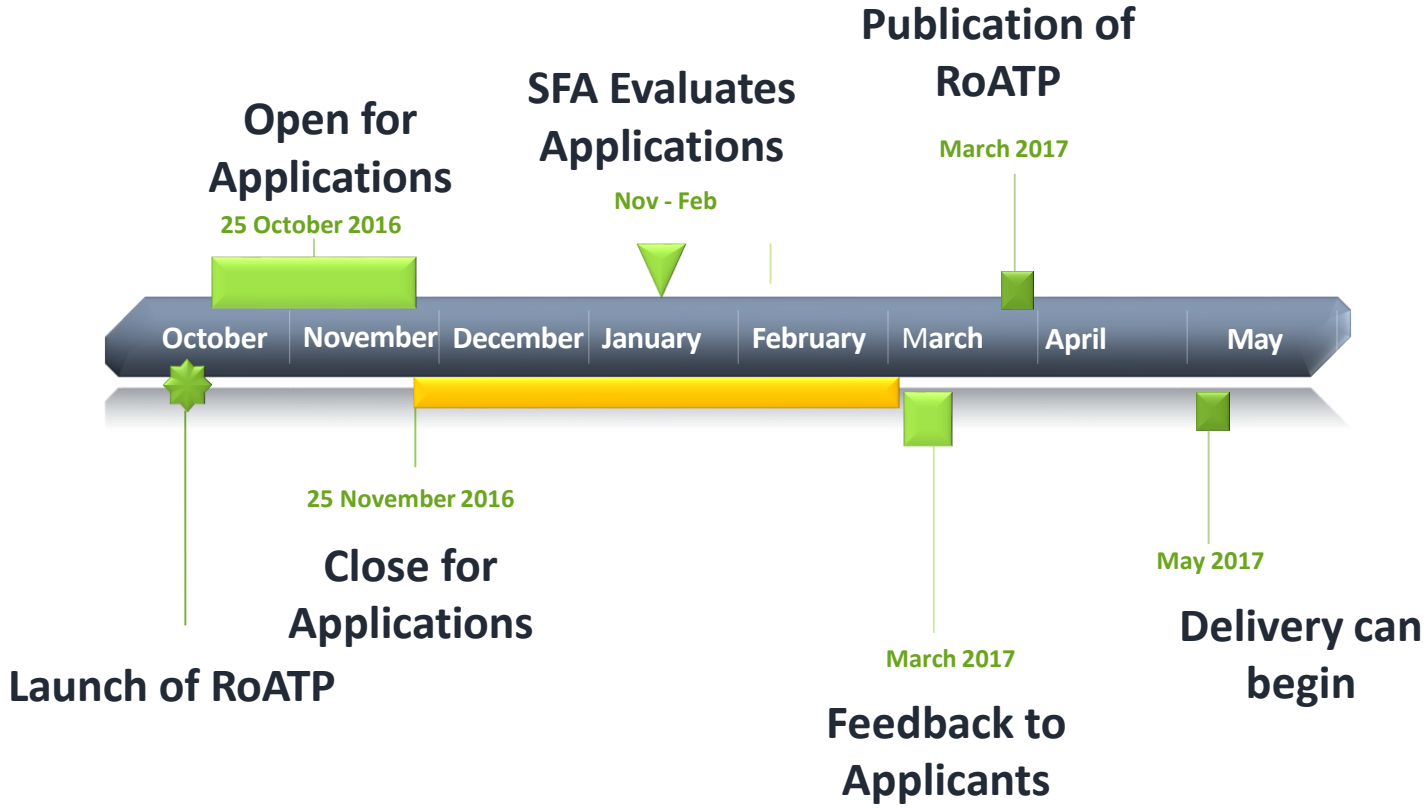 Publication of
RoATP
March 2017
SFA Evaluates
Applications
Nov - Feb
Open for
Applications
25 October 2016
October
November
December
January
February
March
April
May
25 November 2016
Close for
Applications
Launch of RoATP
March 2017
Feedback to
Applicants
May 2017
Delivery can
begin